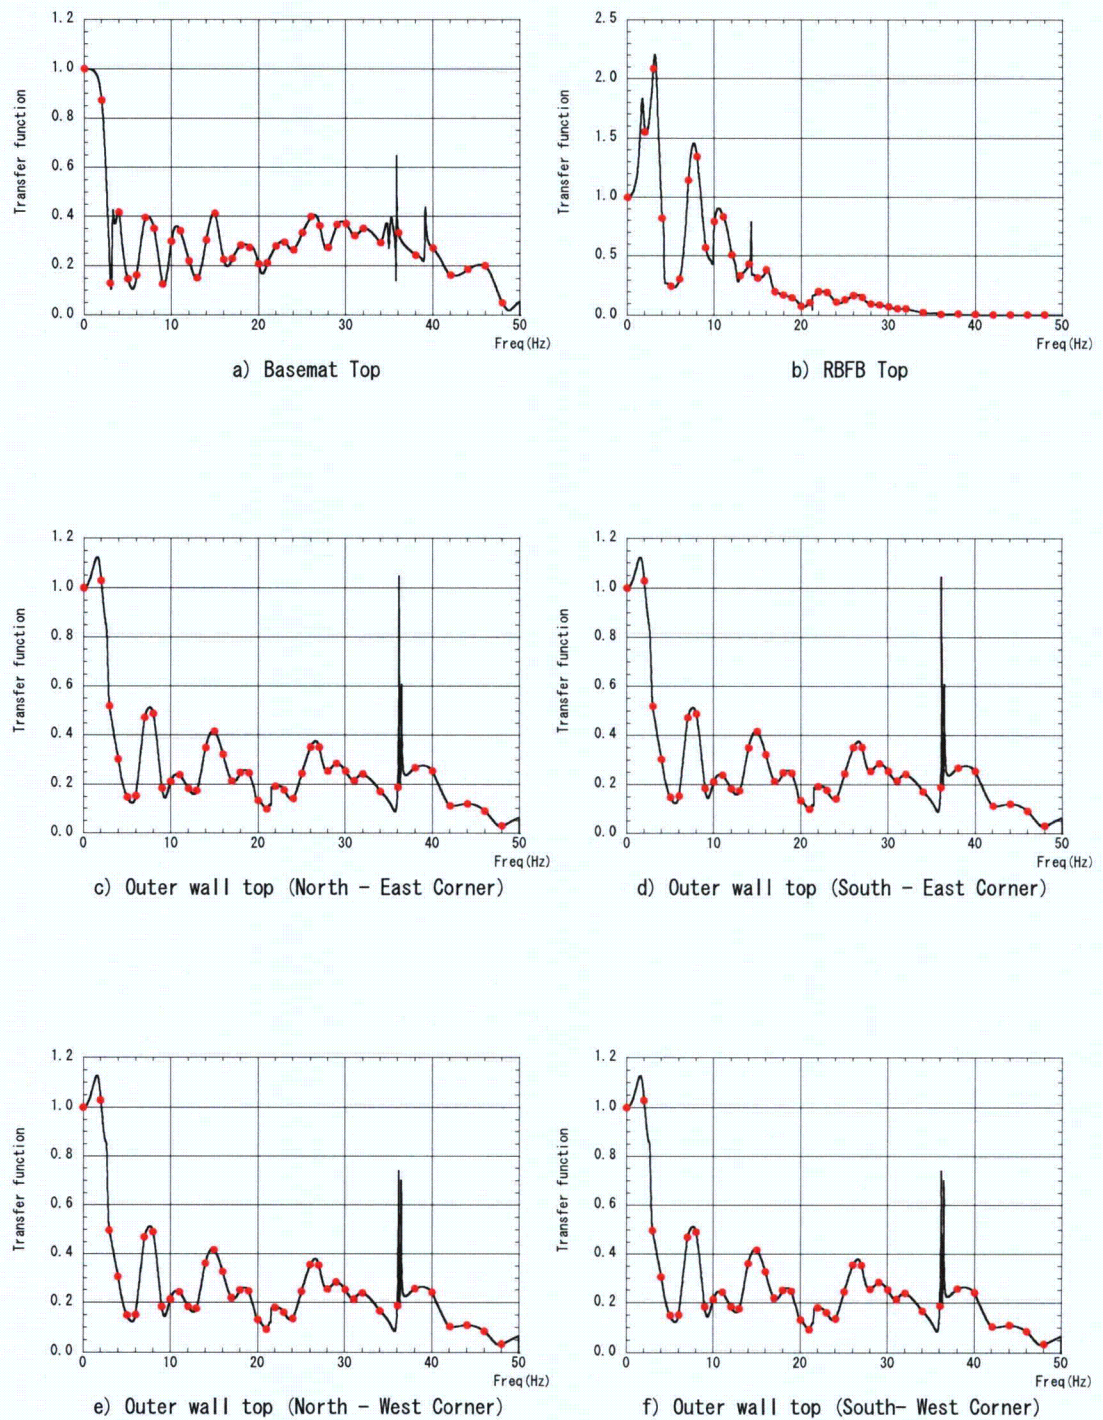 1.2
1.0
0.8
0.6
0.4
0.2
0.0
Transfer function
0 10 20 30 40 50
Freq(Hz)
a) Basemat Top
2.5
2.0
1.5
1.0
0.5
0.0
Transfer function
0 10 20 30 40 50
Freq(Hz)
b) RBFB Top
1.2
1.0
0.8
0.6
0.4
0.2
0.0
Transfer function
0 10 20 30 40 50
Freq(Hz)
c) Outer wall top (North - East Corner)
1.2
1.0
0.8
0.6
0.4
0.2
0.0
Transfer function
0 10 20 30 40 50
Freq(Hz)
d) Outer wall top (South - East Corner)
1.2
1.0
0.8
0.6
0.4
0.2
0.0
Transfer function
0 10 20 30 40 50
Freq(Hz)
e) Outer wall top (North - West Corner)
1.2
1.0
0.8
0.6
0.4
0.2
0.0
Transfer function
0 10 20 30 40 50
Freq(Hz)
f) Outer wall top (South- West Corner)